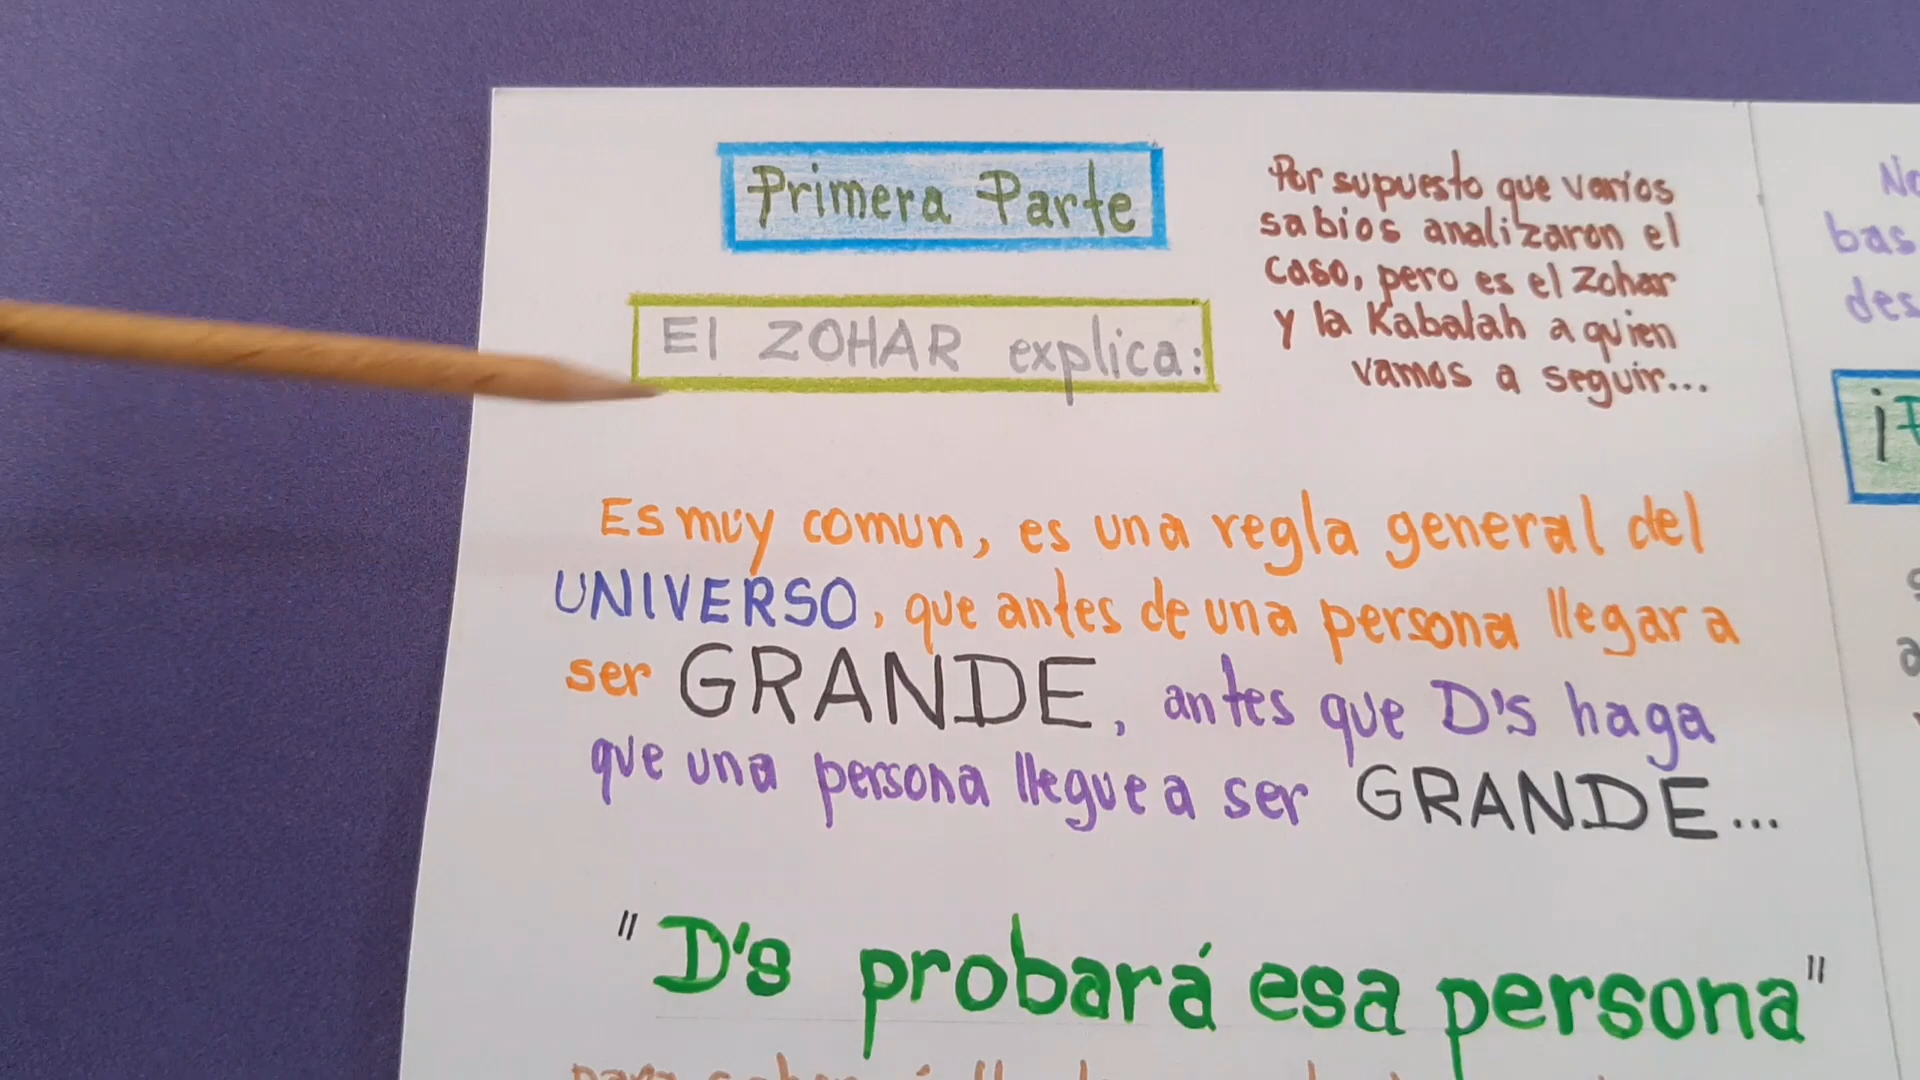 Primera Parte
El ZOHAR explica:
Por supuesto que varios
sabios analizaron el
caso, pero es el Zohar
y la Kabalah a quien
vamos a seguir...
Es muy comun, es una regla general del
UNIVERSO, que antes de una persona llegar a
ser GRANDE, antes que D's haga
que una persona llegue a ser GRANDE...
"D's probará esa persona"